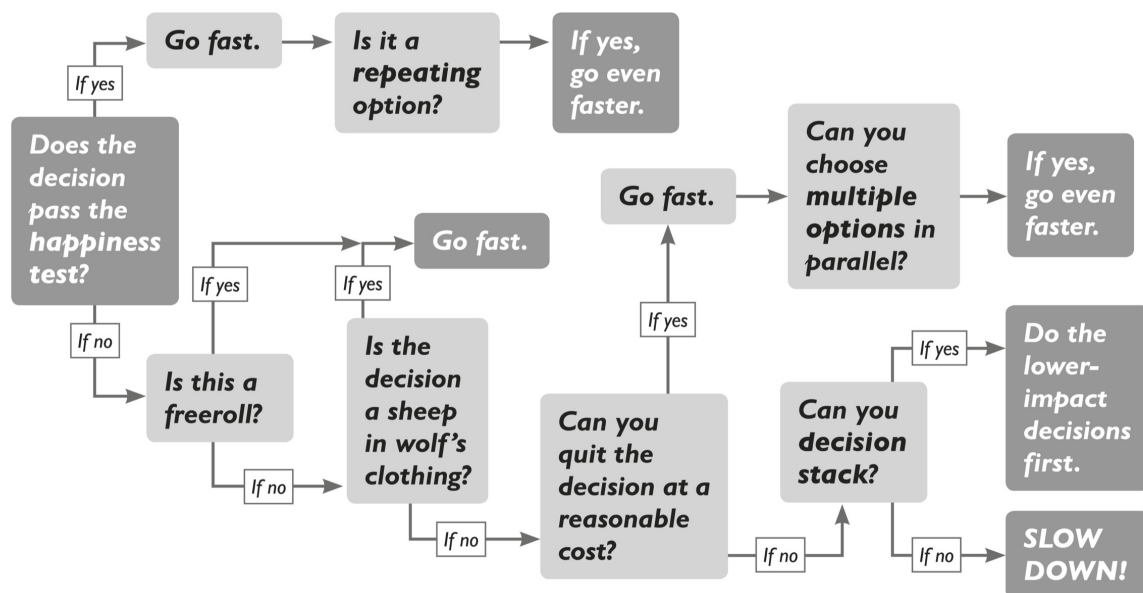 Does the
decision
pass the
happiness
test?
If yes
Go fast.
Is it a
repeating
option?
If yes,
go even
faster.
If no
Is this a
freeroll?
If yes
Go fast.
If no
Is the
decision
a sheep
in wolf's
clothing?
If yes
If no
Can you
quit the
decision at a
reasonable
cost?
If yes
Go fast.
Can you
choose
multiple
options in
parallel?
If yes,
go even
faster.
If no
Can you
decision
stack?
If yes
Do the
lower-
impact
decisions
first.
If no
SLOW
DOWN!